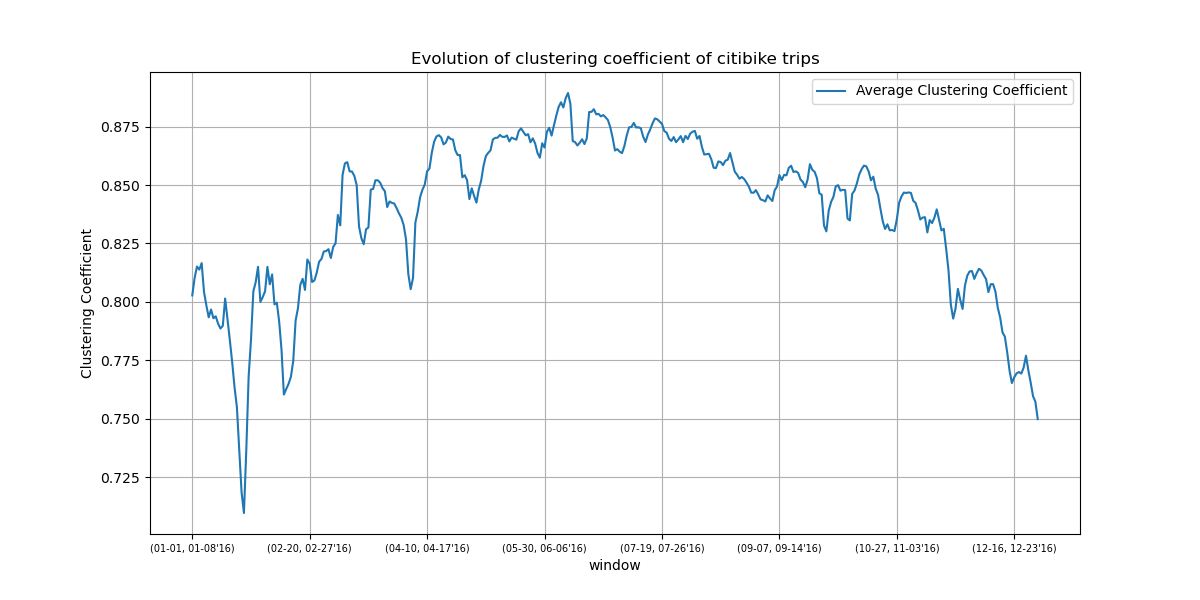 Evolution of clustering coefficient of citibike trips
Average Clustering Coefficient
Clustering Coefficient
0.875
0.850
0.825
0.800
0.775
0.750
0.725
(01-01, 01-08'16) (02-20, 02-27'16) (04-10, 04-17'16) (05-30, 06-06'16) (07-19, 07-26'16) (09-07, 09-14'16) (10-27, 11-03'16) (12-16, 12-23'16)
window